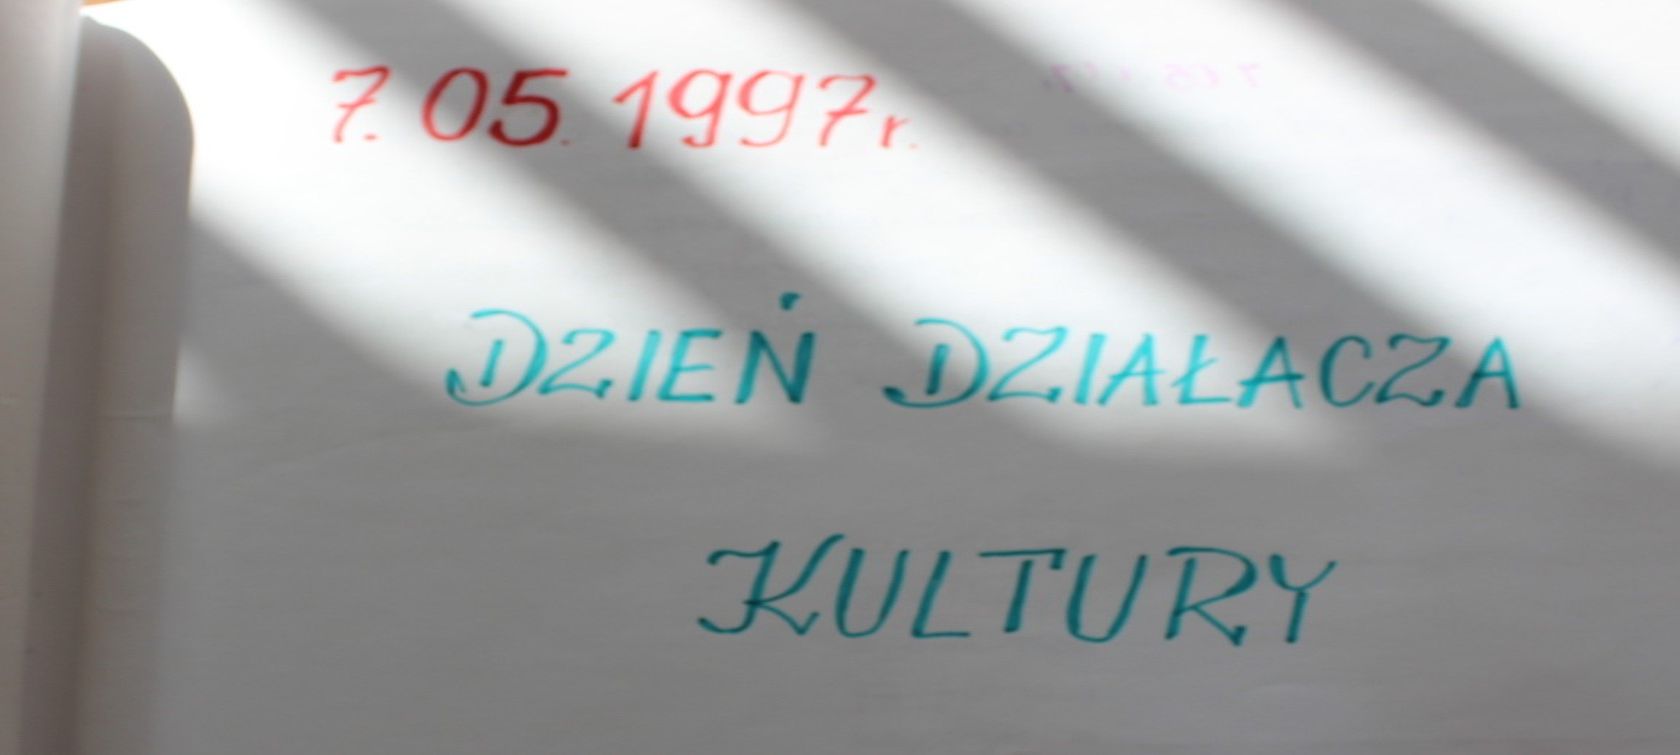 7.05.1997r.
DZIEŃ DZIAŁACZA
KULTURY